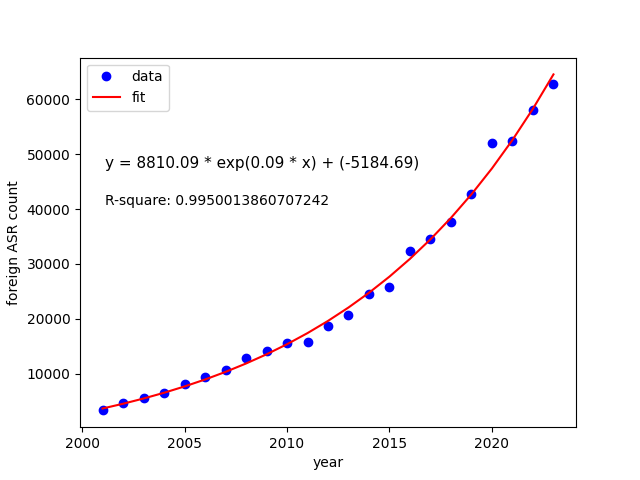 data
fit
y = 8810.09 * exp(0.09 * x) + (-5184.69)
R-square: 0.9950013860707242
60000
50000
40000
30000
20000
10000
foreign ASR count
2000 2005 2010 2015 2020
year